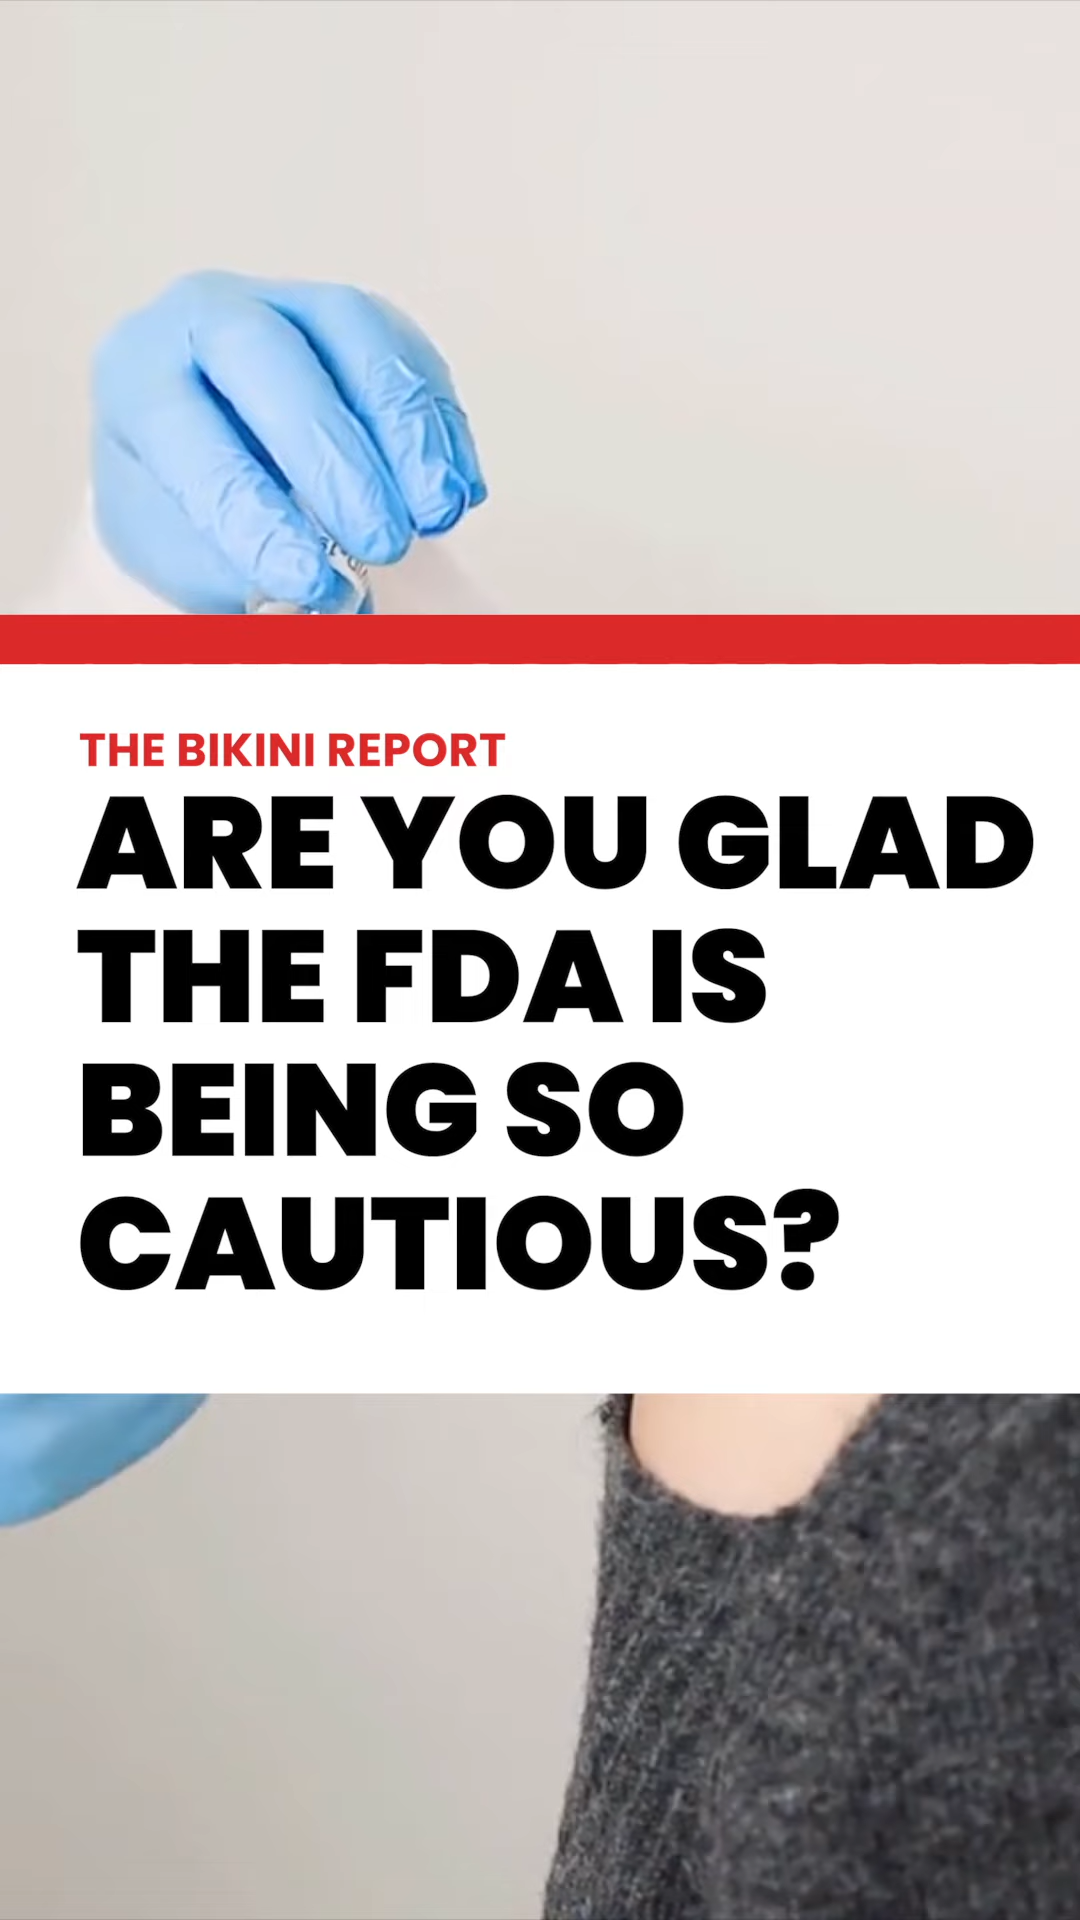 THE BIKINI REPORT
ARE YOU GLAD
THE FDA IS
BEING SO
CAUTIOUS?